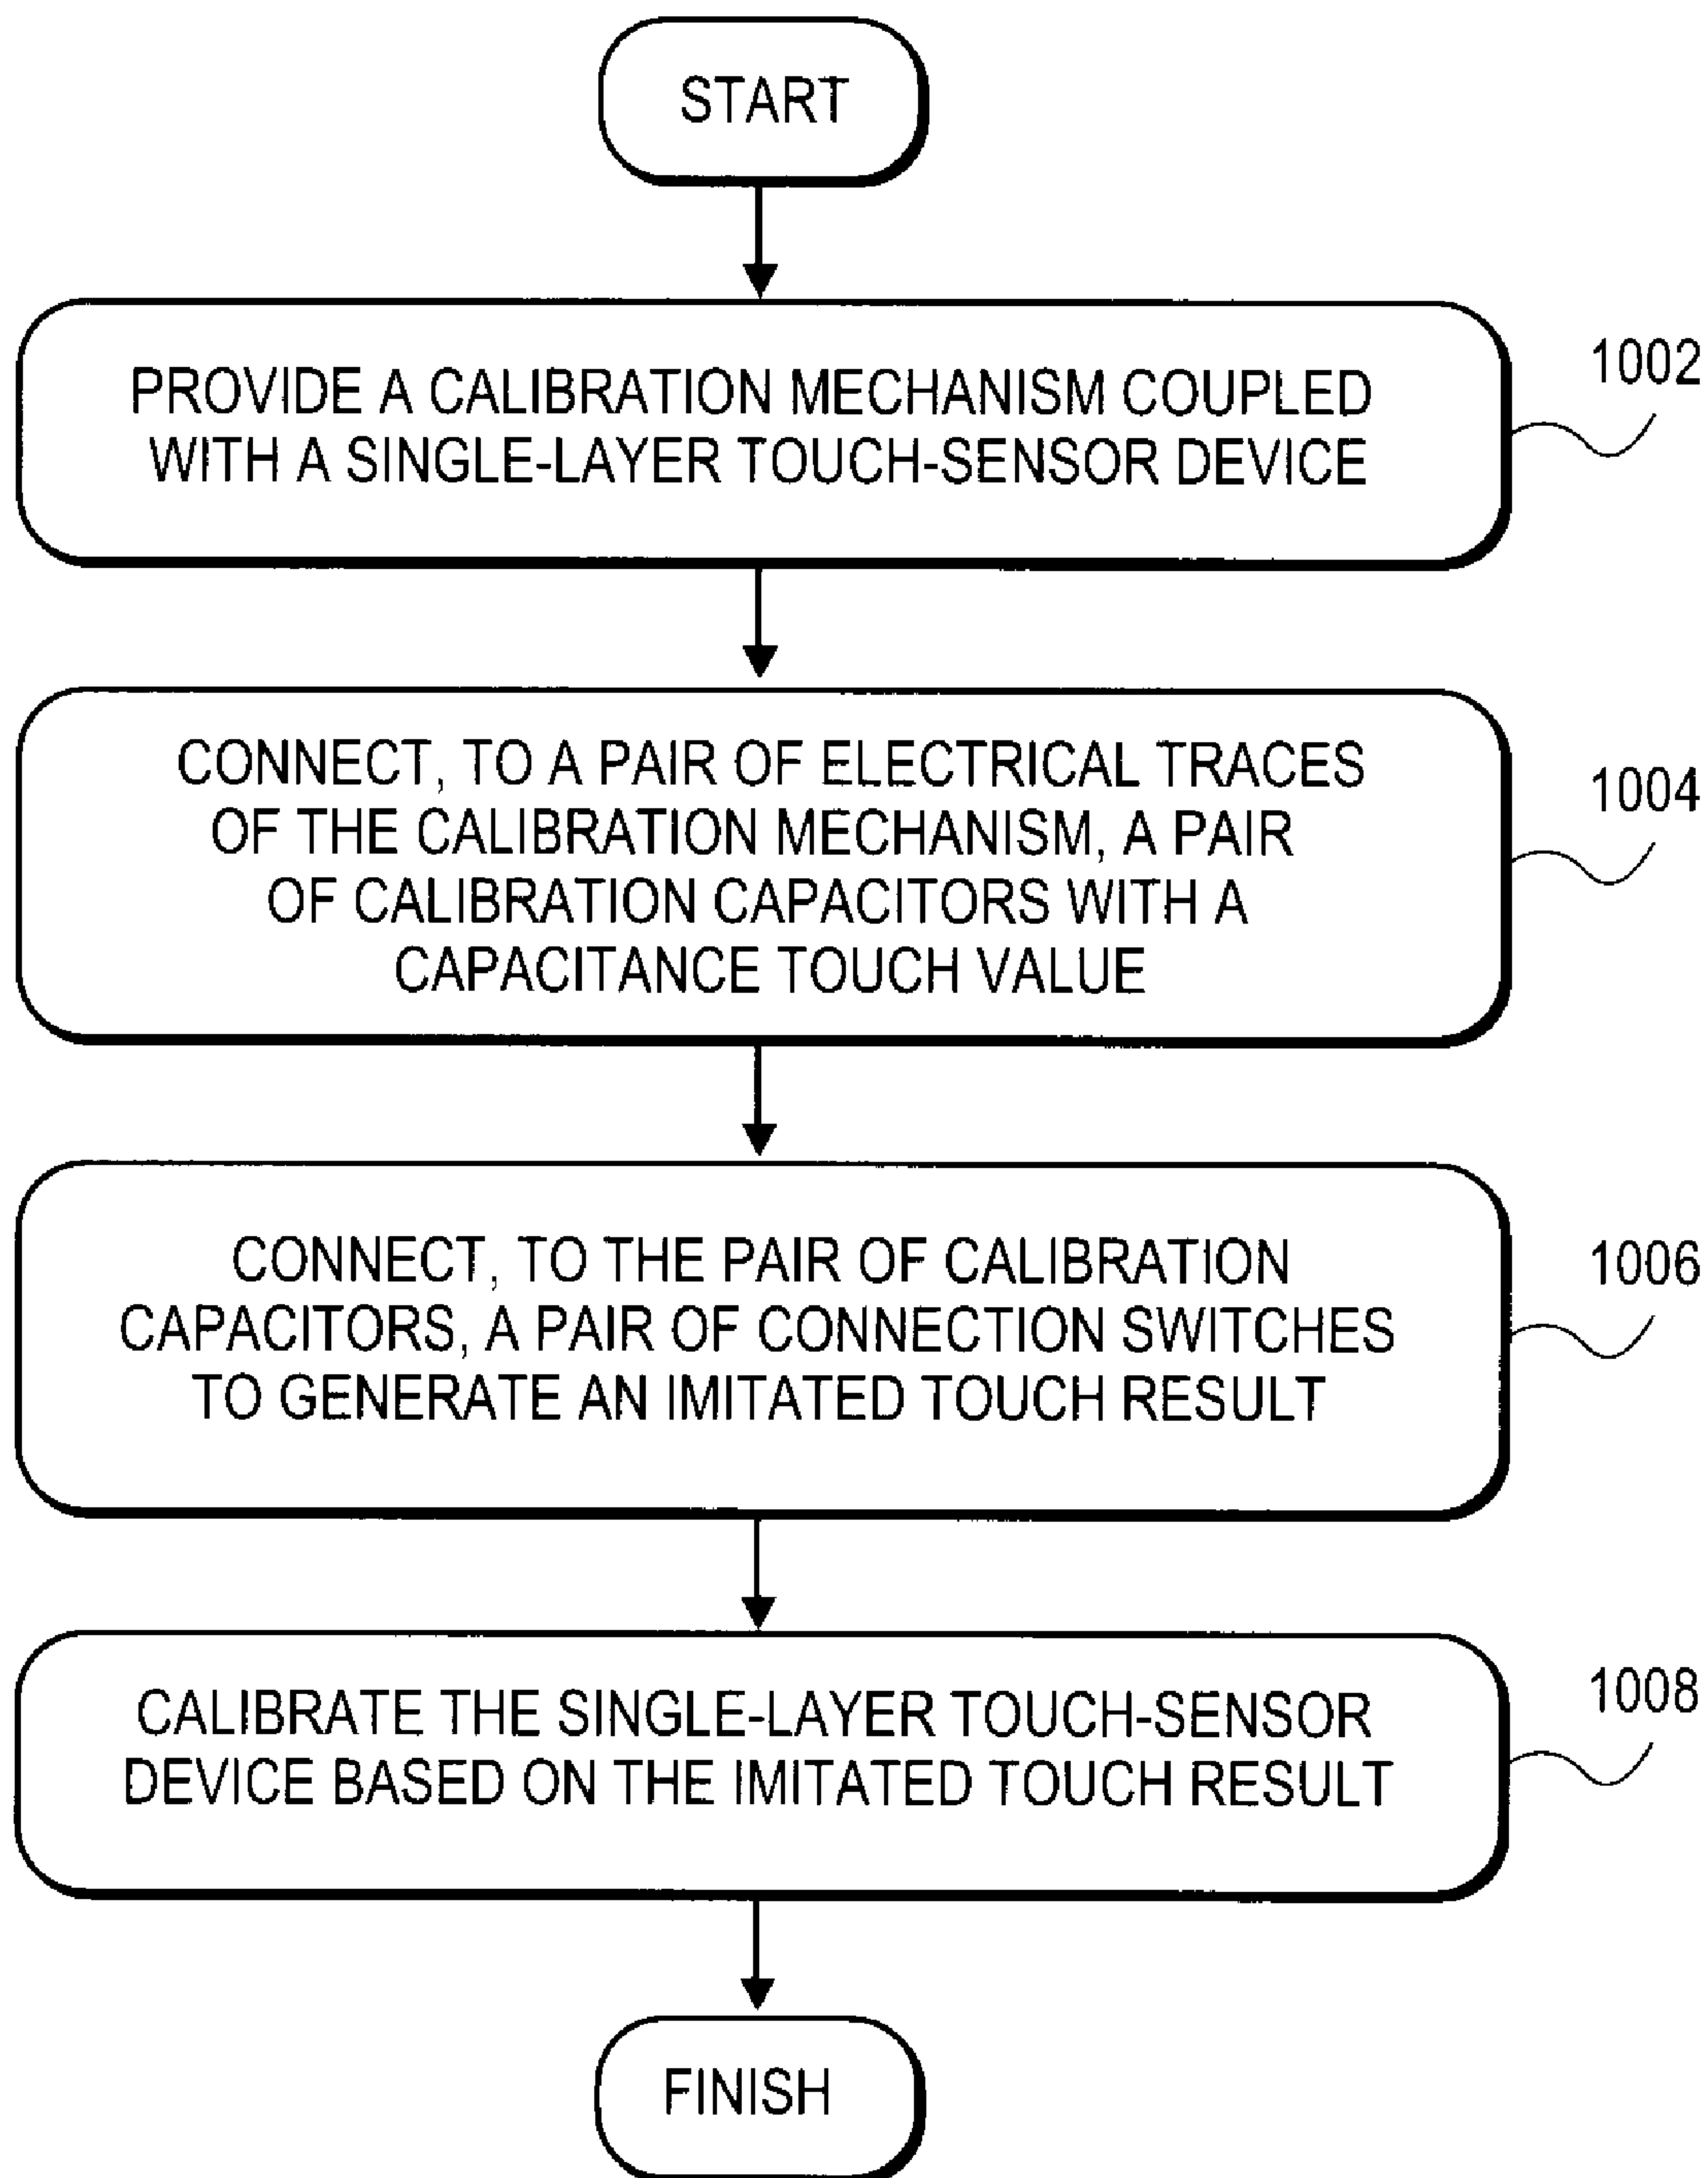 START
PROVIDE A CALIBRATION MECHANISM COUPLED
WITH A SINGLE-LAYER TOUCH-SENSOR DEVICE
1002
CONNECT, TO A PAIR OF ELECTRICAL TRACES
OF THE CALIBRATION MECHANISM, A PAIR
OF CALIBRATION CAPACITORS WITH A
CAPACITANCE TOUCH VALUE
1004
CONNECT, TO THE PAIR OF CALIBRATION
CAPACITORS, A PAIR OF CONNECTION SWITCHES
TO GENERATE AN IMITATED TOUCH RESULT
1006
CALIBRATE THE SINGLE-LAYER TOUCH-SENSOR
DEVICE BASED ON THE IMITATED TOUCH RESULT
1008
FINISH